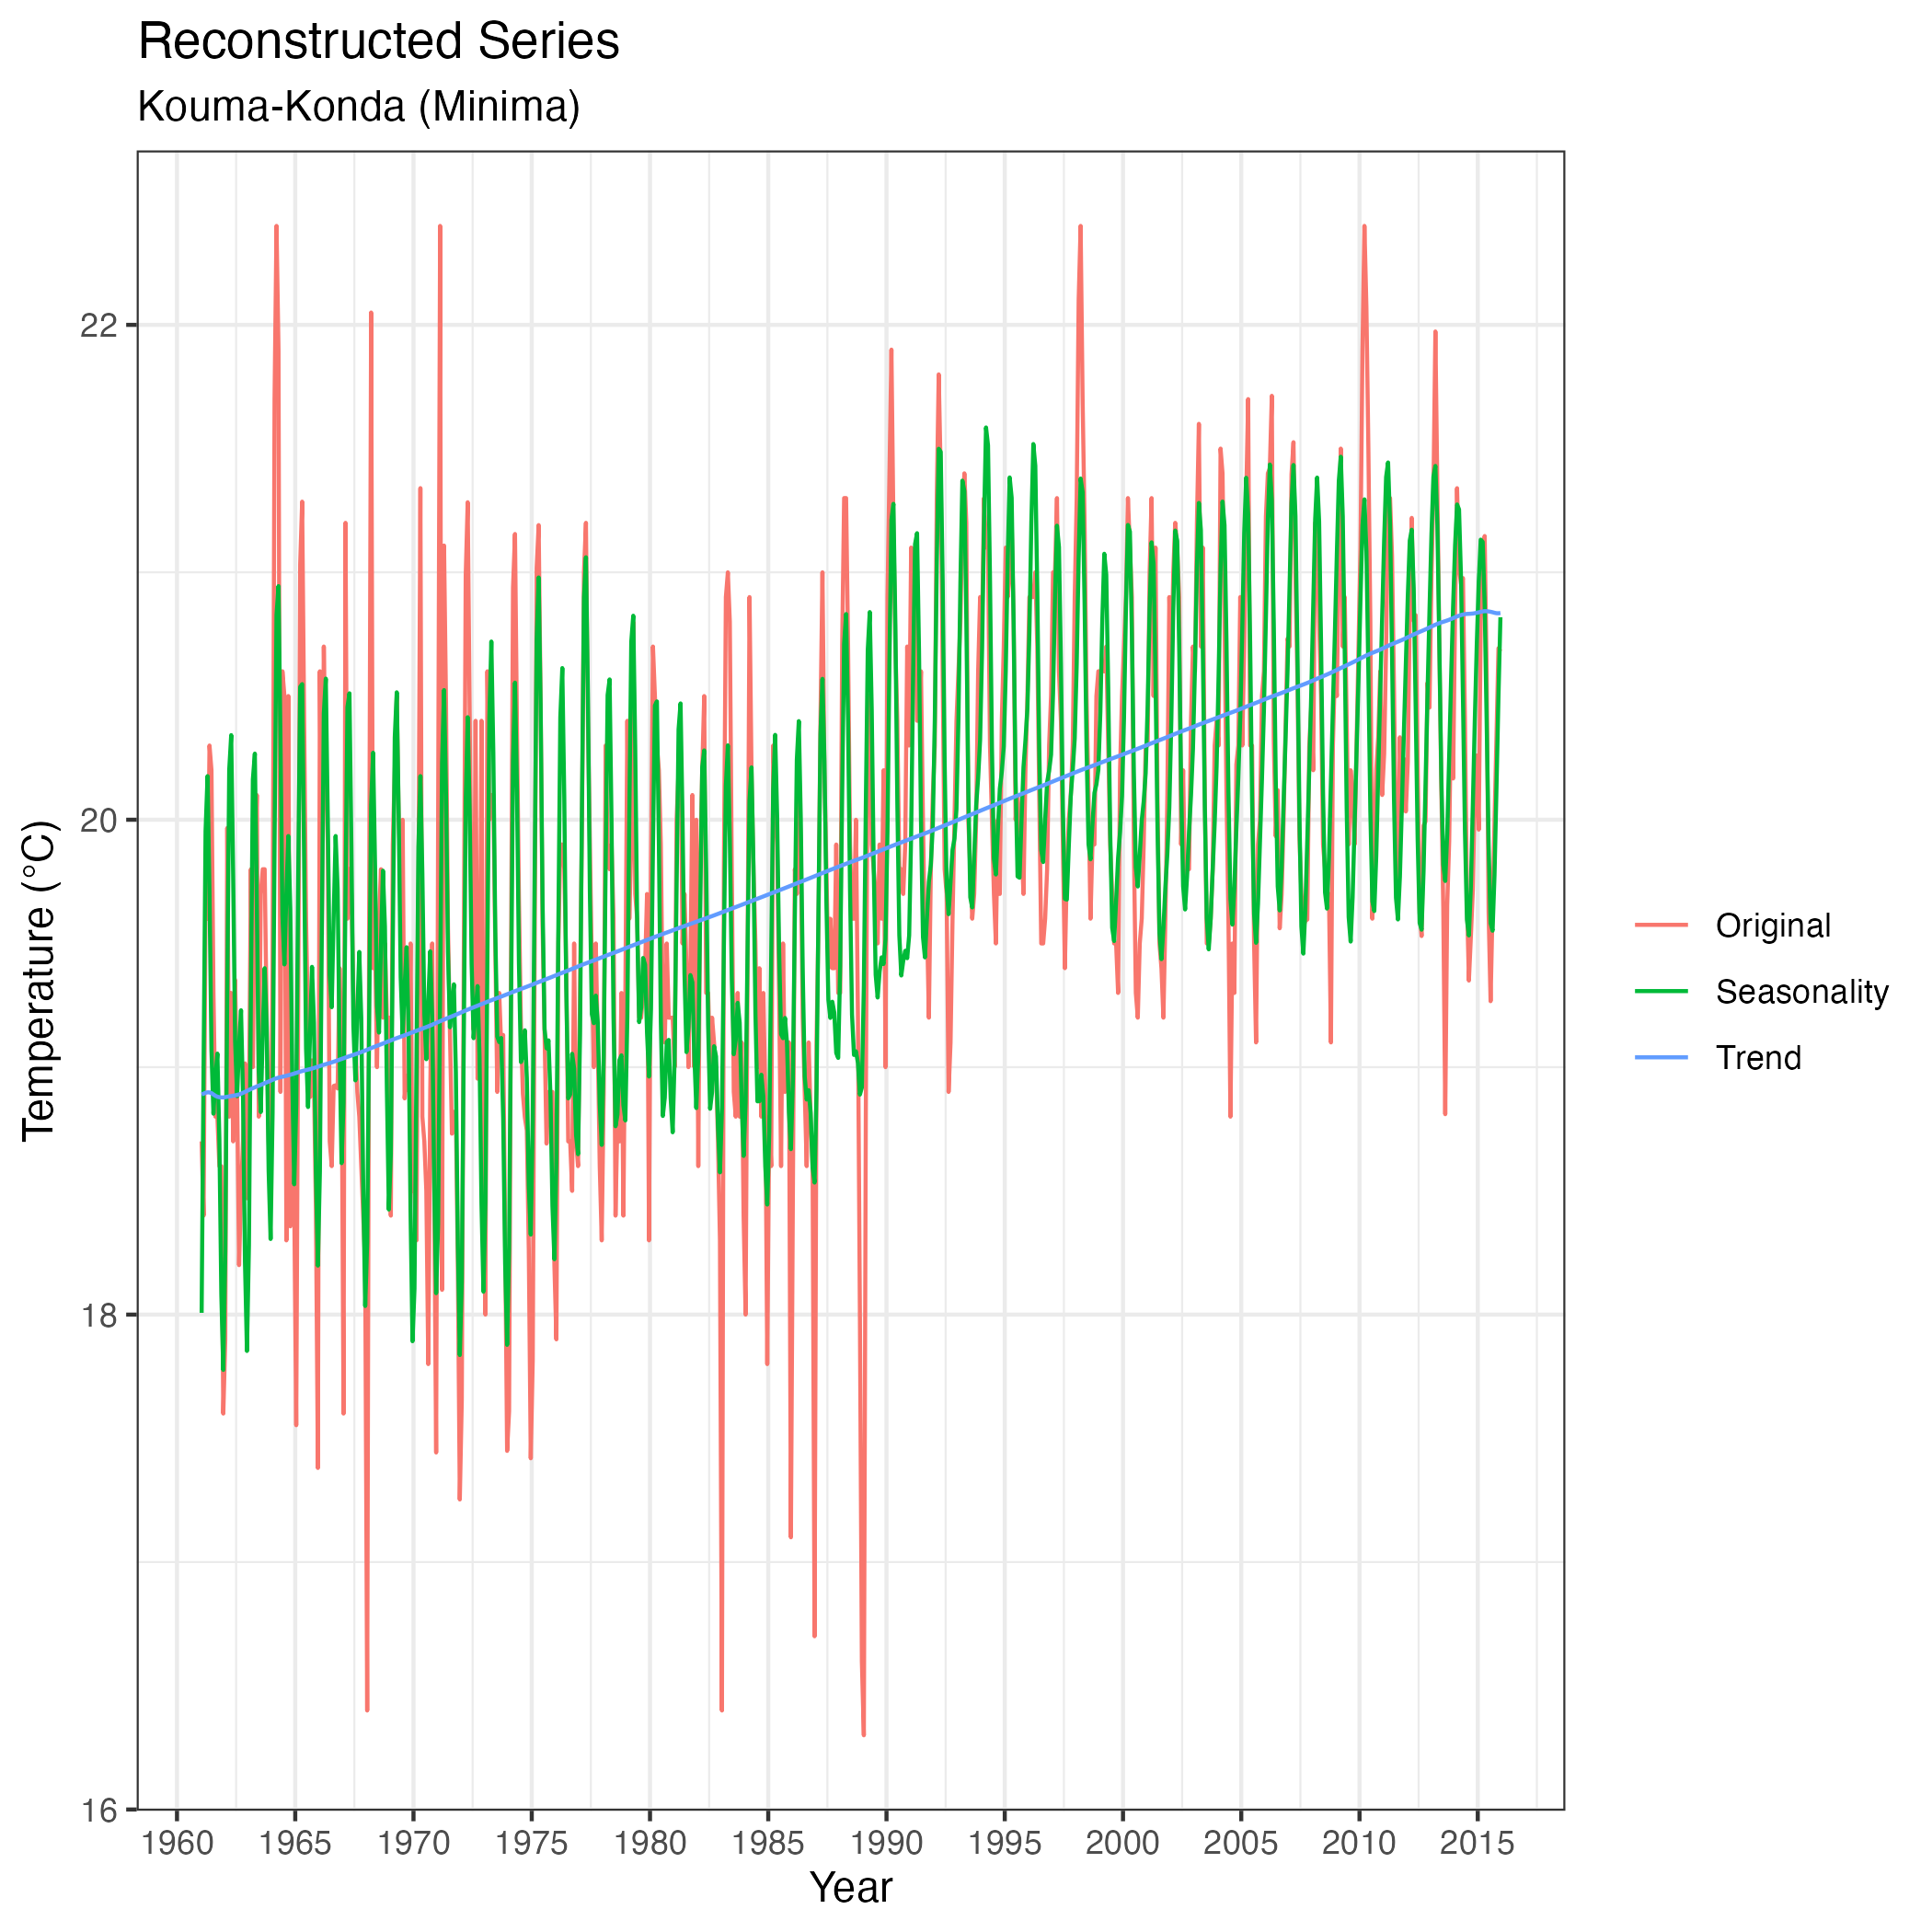 Reconstructed Series
Kouma-Konda (Minima)
22
20
18
16
Temperature (°C)
1960 1965 1970 1975 1980 1985 1990 1995 2000 2005 2010 2015
Year
Original
Seasonality
Trend